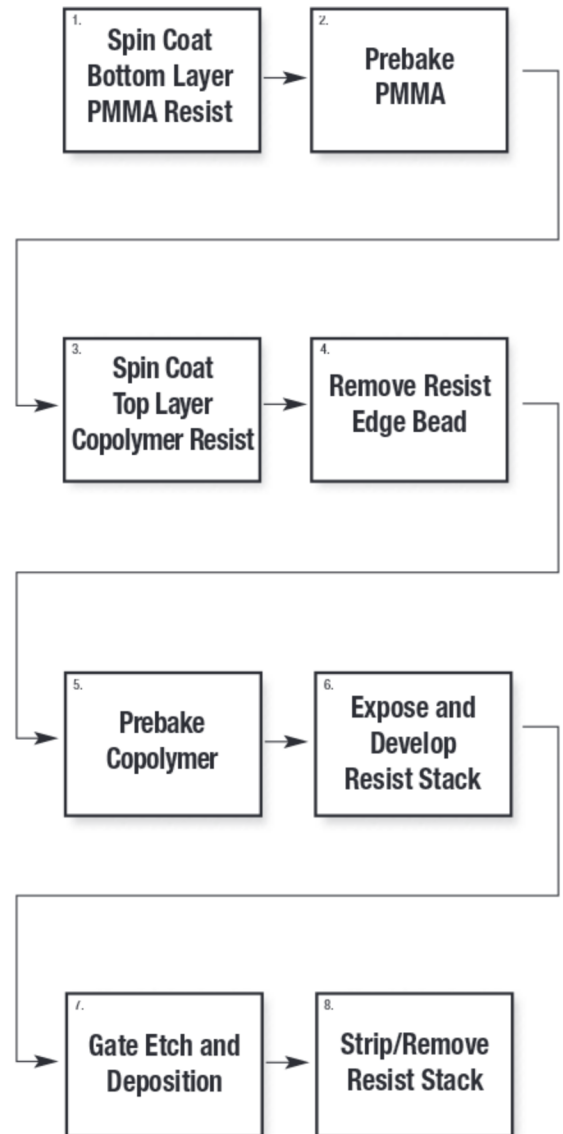 1.
Spin Coat
Bottom Layer
PMMA Resist
2.
Prebake
PMMA
3.
Spin Coat
Top Layer
Copolymer Resist
4.
Remove Resist
Edge Bead
5.
Prebake
Copolymer
6.
Expose and
Develop
Resist Stack
7.
Gate Etch and
Deposition
8.
Strip/Remove
Resist Stack